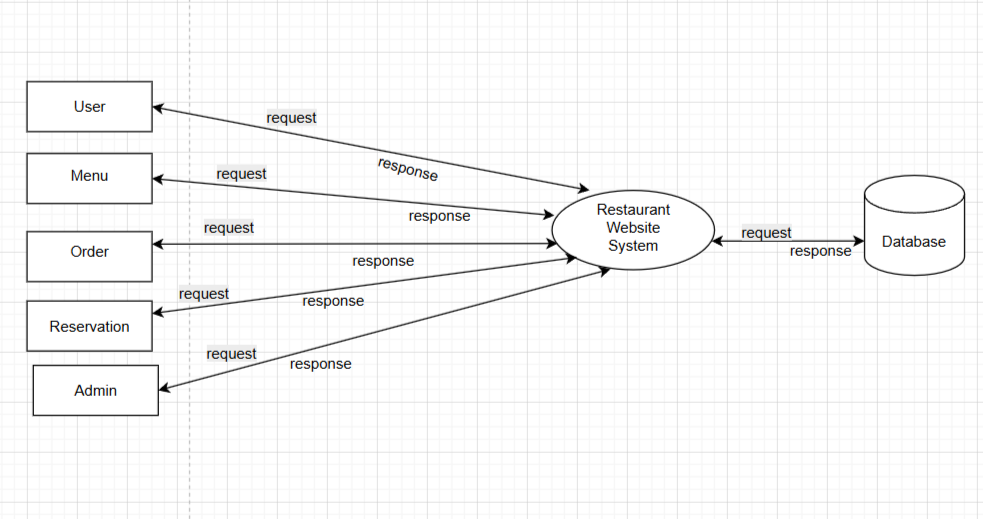 User
request
response
Menu
request
response
Order
request
response
Reservation
request
response
Admin
request
response
Restaurant
Website
System
request
response
Database